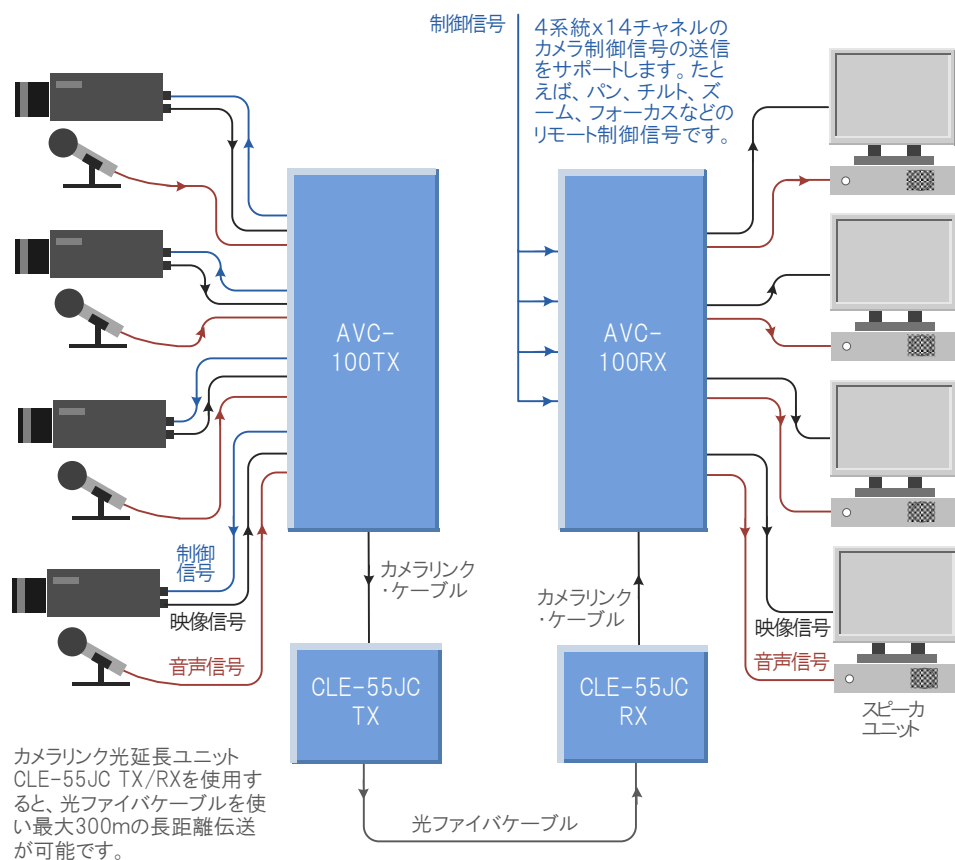 制御信号
4系統x14チャネルの
カメラ制御信号の送信
をサポートします。たと
えば、パン、チルト、ズ
ーム、フォーカスなどの
リモート制御信号です。
AVC-
100TX
AVC-
100RX
制御
信号
映像信号
音声信号
カメラリンク
・ケーブル
カメラリンク
・ケーブル
映像信号
音声信号
スピーカ
ユニット
CLE-55JC
TX
CLE-55JC
RX
カメラリンク光延長ユニット
CLE-55JC TX/RXを使用す
ると、光ファイバケーブルを使
い最大300mの長距離伝送
が可能です。
光ファイバケーブル